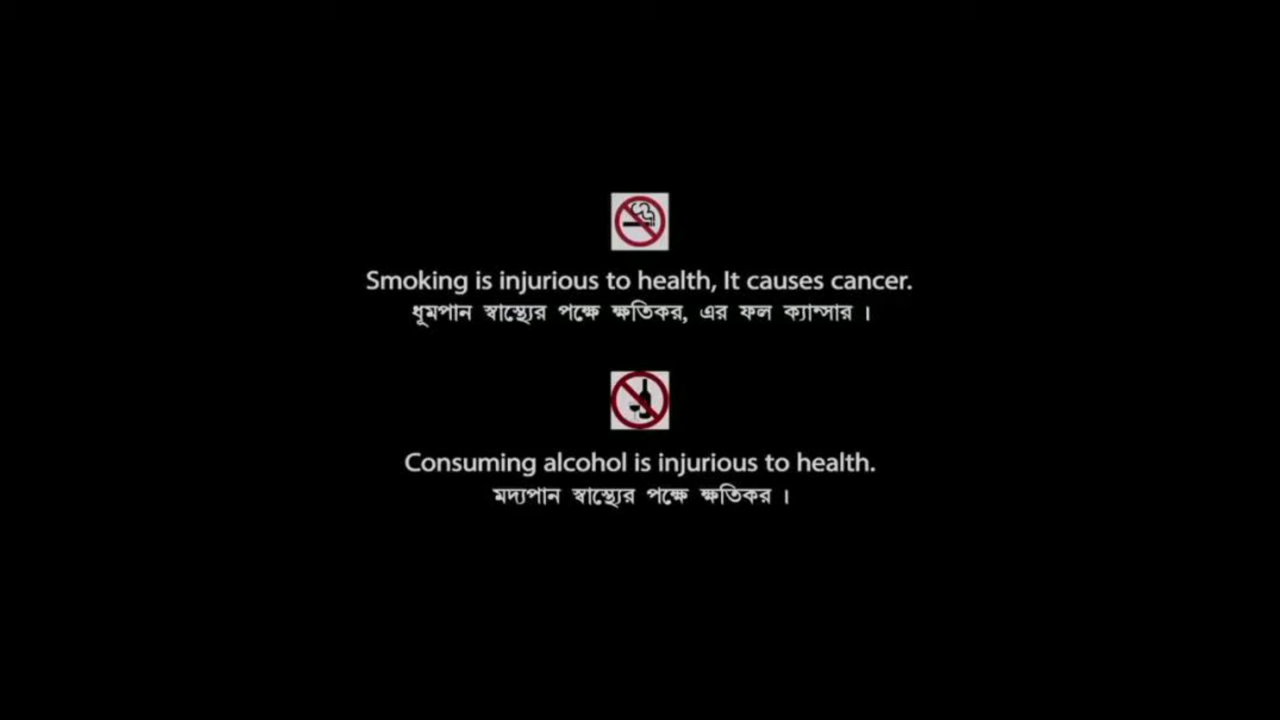 Smoking is injurious to health, It causes cancer.
ধূমপান স্বাস্থ্যের পক্ষে ক্ষতিকর, এর ফল ক্যান্সার ।
Consuming alcohol is injurious to health.
মদ্যপান স্বাস্থ্যের পক্ষে ক্ষতিকর ।